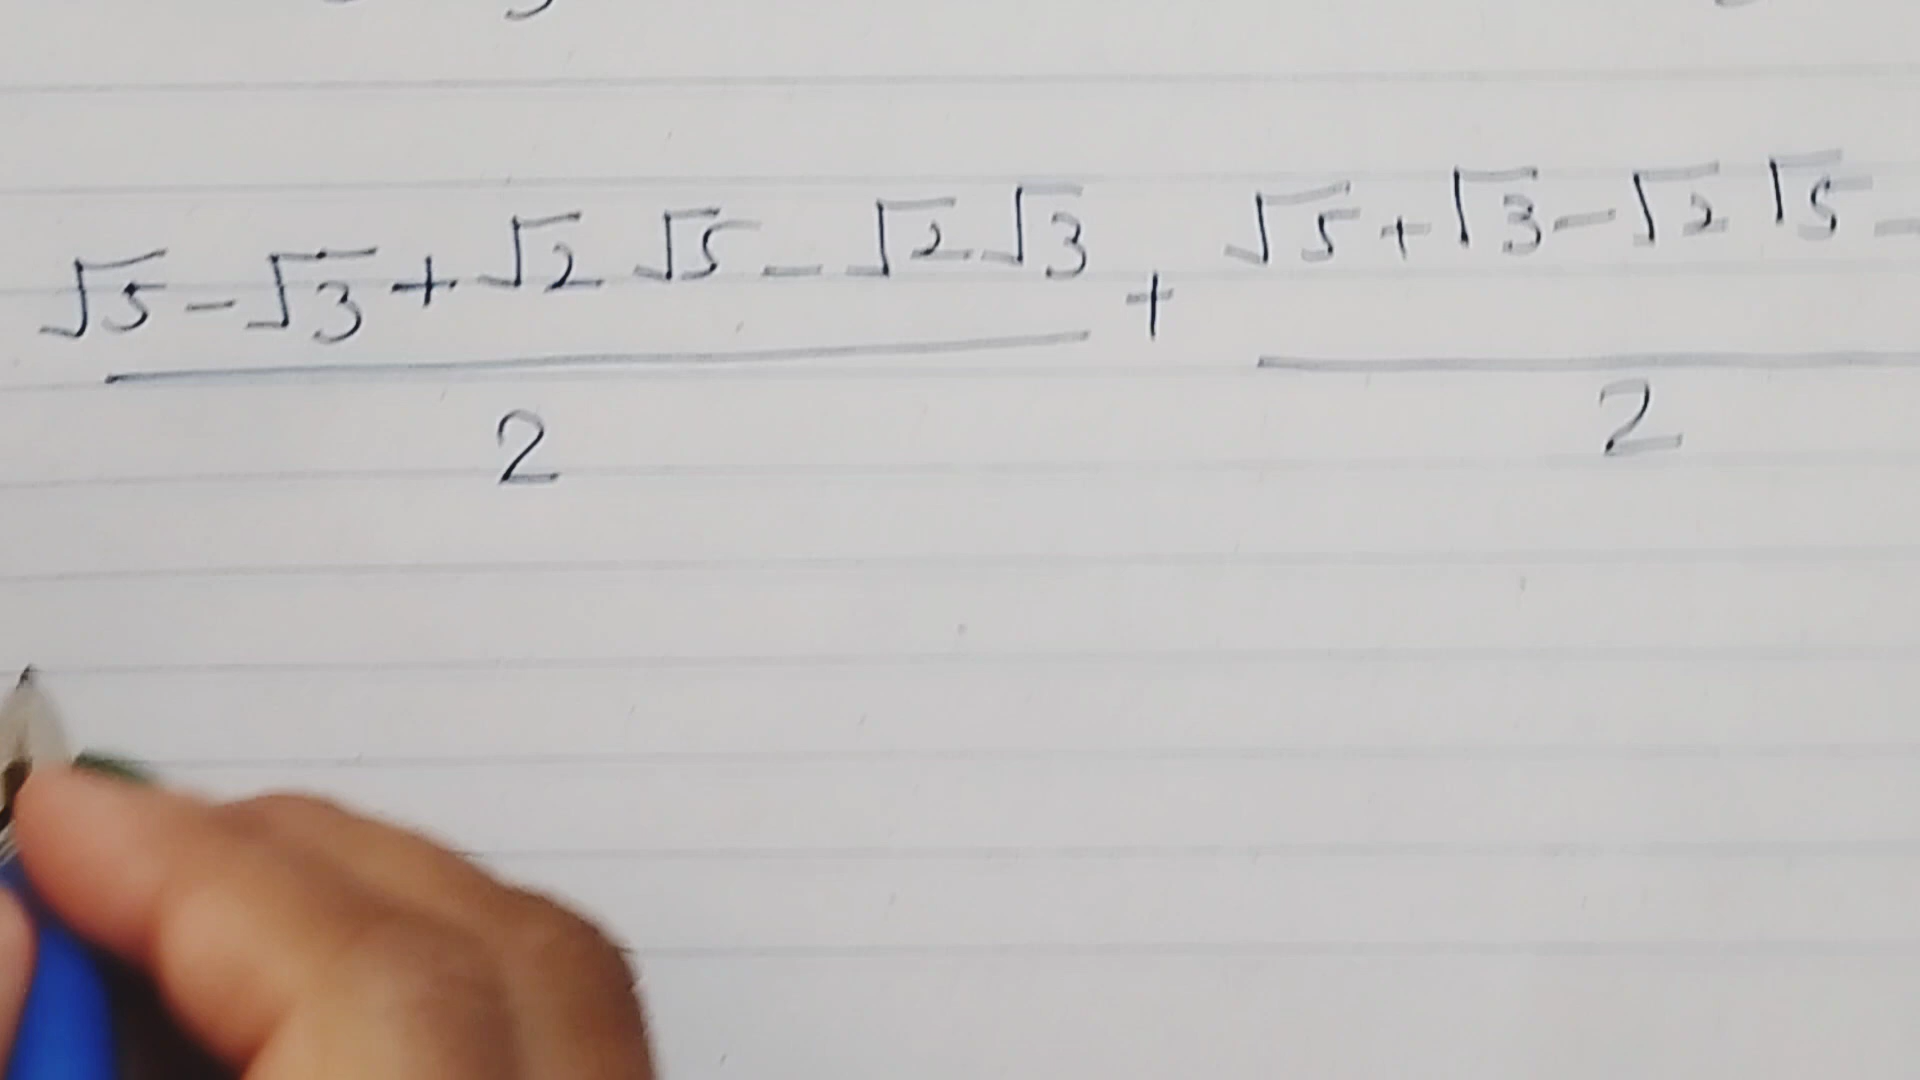 √5 - √3 + √2 √5 - √2 √3 + √5 + √3 - √2 √5 -
2 2